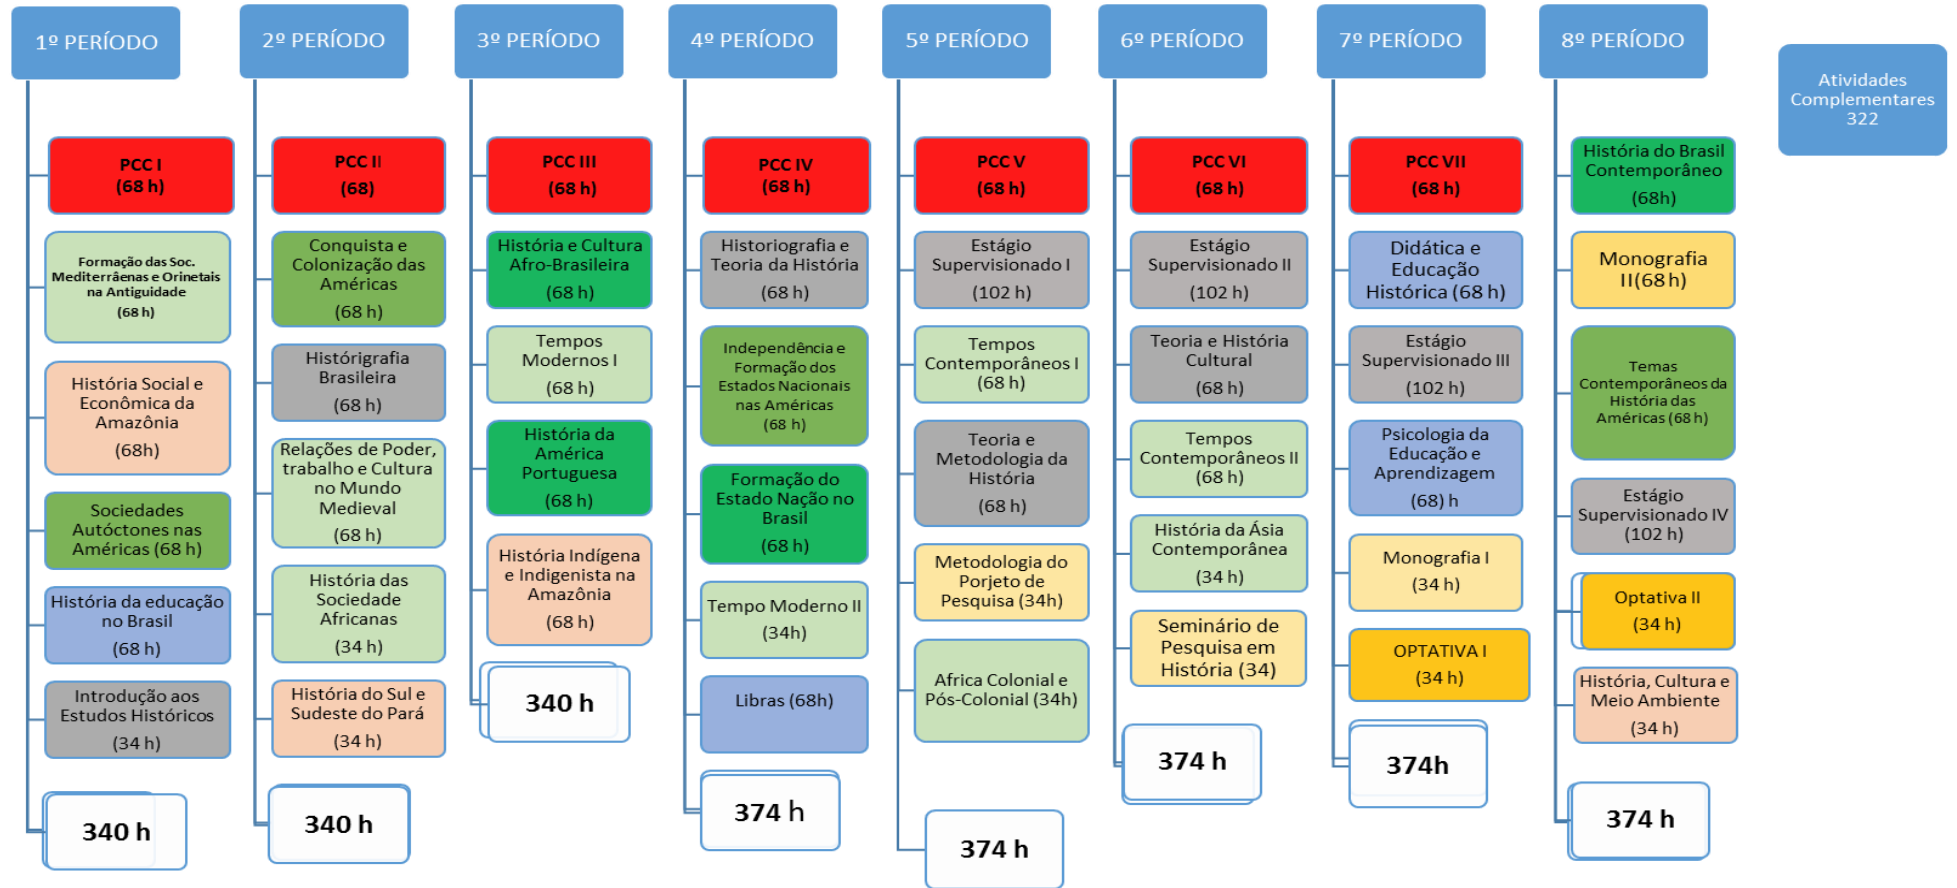 1º PERÍODO
PCC I
(68 h)
Formação das Soc.
Mediterrâenas e Orinetais
na Antiguidade
(68 h)
História Social e
Econômica da
Amazônia
(68h)
Sociedades
Autóctones nas
Américas (68 h)
História da educação
no Brasil
(68 h)
Introdução aos
Estudos Históricos
(34 h)
340 h
2º PERÍODO
PCC II
(68)
Conquista e
Colonização das
Américas
(68 h)
Históriografia
Brasileira
(68 h)
Relações de Poder,
trabalho e Cultura
no Mundo
Medieval
(68 h)
História das
Sociedade
Africanas
(34 h)
História do Sul e
Sudeste do Pará
(34 h)
340 h
3º PERÍODO
PCC III
(68 h)
História e Cultura
Afro-Brasileira
(68 h)
Tempos
Modernos I
(68 h)
História da
América
Portuguesa
(68 h)
História Indígena
e Indigenista na
Amazônia
(68 h)
340 h
4º PERÍODO
PCC IV
(68 h)
Historiografia e
Teoria da História
(68 h)
Independência e
Formação dos
Estados Nacionais
nas Américas
(68 h)
Formação do
Estado Nação no
Brasil
(68 h)
Tempo Moderno II
(34h)
Libras (68h)
374 h
5º PERÍODO
PCC V
(68 h)
Estágio
Supervisionado I
(102 h)
Tempos
Contemporâneos I
(68 h)
Teoria e
Metodologia da
História
(68 h)
Metodologia do
Porjeto de
Pesquisa (34h)
Africa Colonial e
Pós-Colonial (34h)
374 h
6º PERÍODO
PCC VI
(68 h)
Estágio
Supervisionado II
(102 h)
Teoria e História
Cultural
(68 h)
Tempos
Contemporâneos II
(68 h)
História da Ásia
Contemporânea
(34 h)
Seminário de
Pesquisa em
História (34)
374 h
7º PERÍODO
PCC VII
(68 h)
Didática e
Educação
Histórica (68 h)
Estágio
Supervisionado III
(102 h)
Psicologia da
Educação e
Aprendizagem
(68) h
Monografia I
(34 h)
OPTATIVA I
(34 h)
374h
8º PERÍODO
História do Brasil
Contemporâneo
(68h)
Monografia
II(68 h)
Temas
Contemporâneos da
História das
Américas (68 h)
Estágio
Supervisionado IV
(102 h)
Optativa II
(34 h)
História, Cultura e
Meio Ambiente
(34 h)
374 h
Atividades
Complementares
322